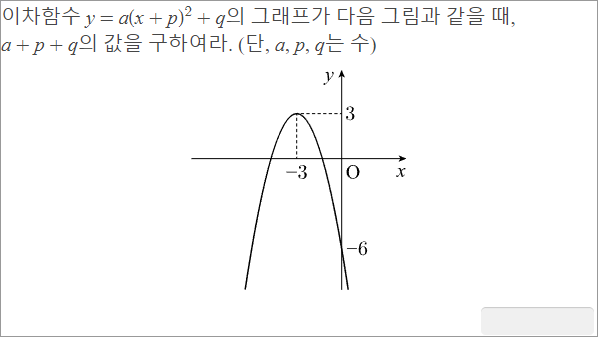 이차함수 y = a(x + p)² + q의 그래프가 다음 그림과 같을 때,
a + p + q의 값을 구하여라. (단, a, p, q는 수)
y
3
−3
O
x
−6